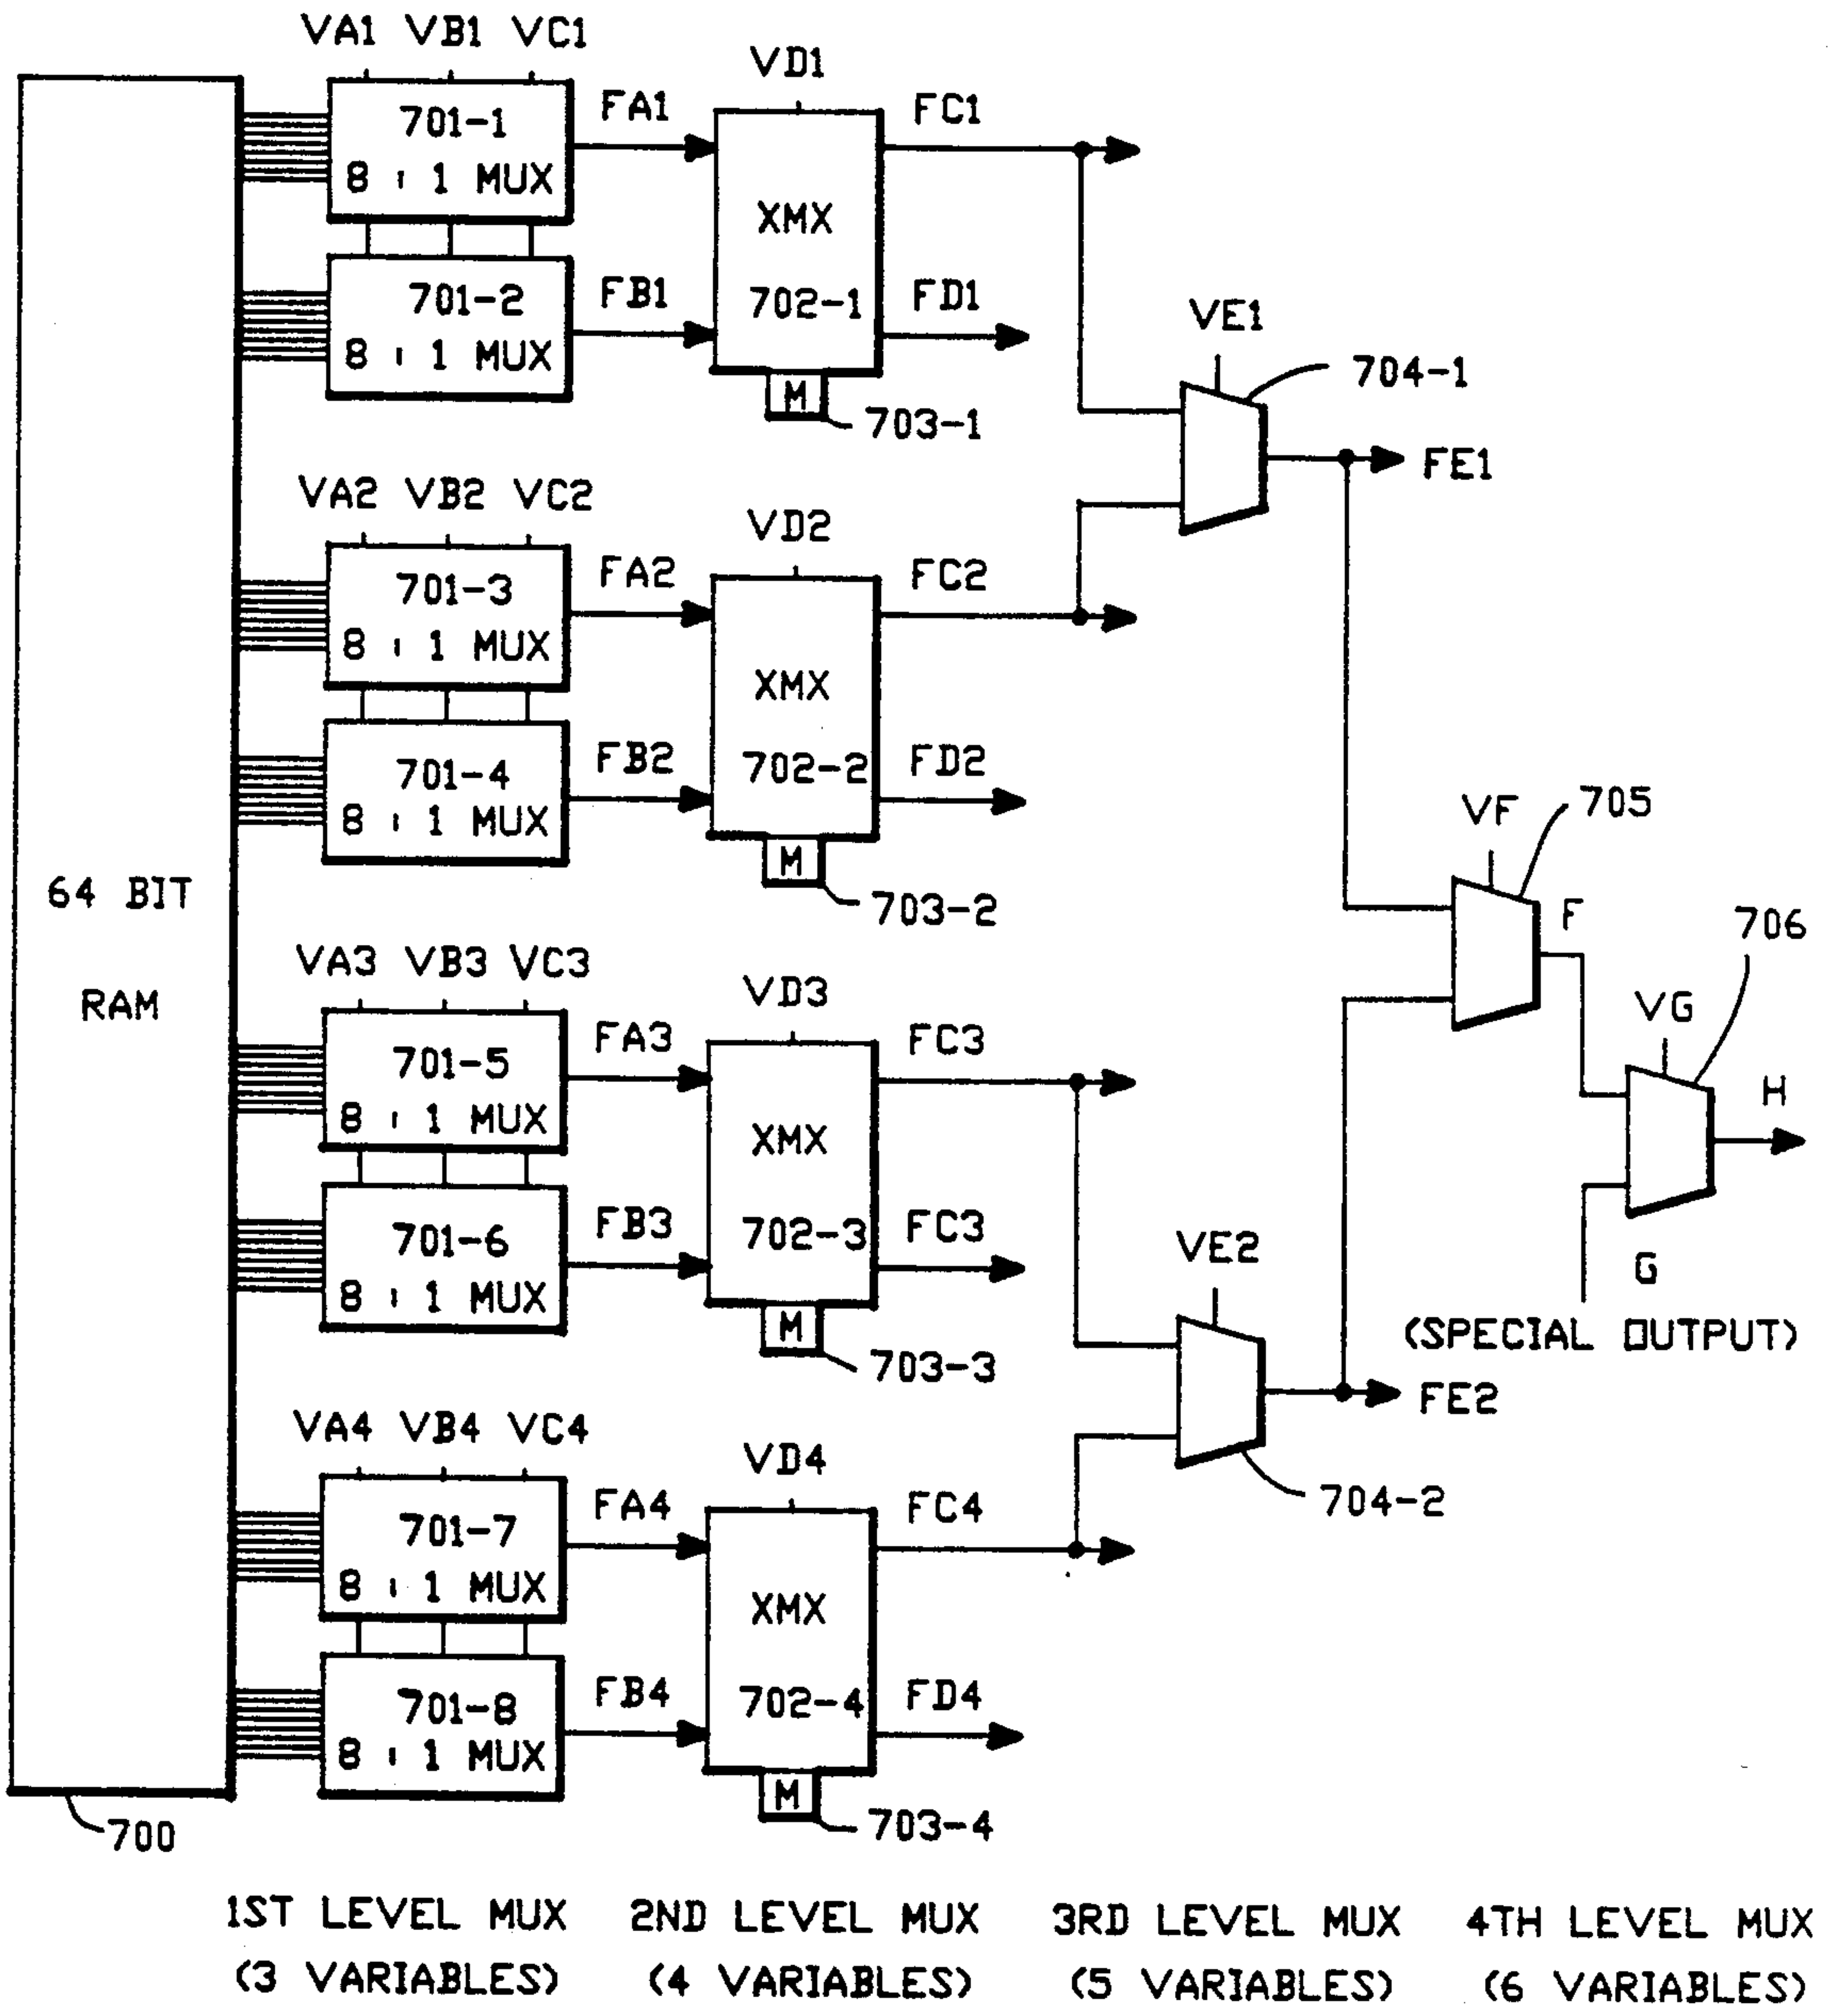 VA1 VB1 VC1
VD1
701-1
8 : 1 MUX
FA1
FC1
XMX
702-1
701-2
8 : 1 MUX
FB1
FD1
M
703-1
VE1
704-1
FE1
VA2 VB2 VC2
VD2
701-3
8 : 1 MUX
FA2
FC2
XMX
702-2
701-4
8 : 1 MUX
FB2
FD2
M
703-2
VF
705
F
706
64 BIT
RAM
VA3 VB3 VC3
VD3
701-5
8 : 1 MUX
FA3
FC3
XMX
702-3
701-6
8 : 1 MUX
FB3
FC3
M
703-3
VG
H
G
(SPECIAL OUTPUT)
VE2
FE2
704-2
VA4 VB4 VC4
VD4
701-7
8 : 1 MUX
FA4
FC4
XMX
702-4
701-8
8 : 1 MUX
FB4
FD4
M
703-4
700
1ST LEVEL MUX 2ND LEVEL MUX 3RD LEVEL MUX 4TH LEVEL MUX
(3 VARIABLES) (4 VARIABLES) (5 VARIABLES) (6 VARIABLES)